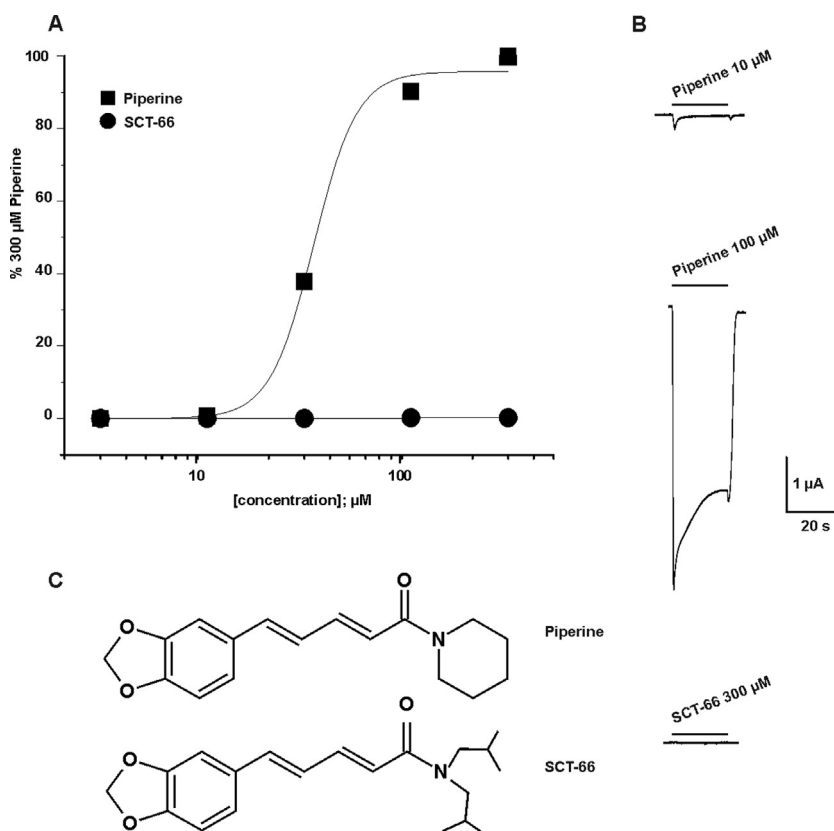 A
% 300 µM Piperine
100
80
60
40
20
0
Piperine
SCT-66
10
100
[concentration]; µM
B
Piperine 10 µM
Piperine 100 µM
1 µA
20 s
SCT-66 300 µM
C
O
O
O
N
Piperine
O
O
O
N
SCT-66